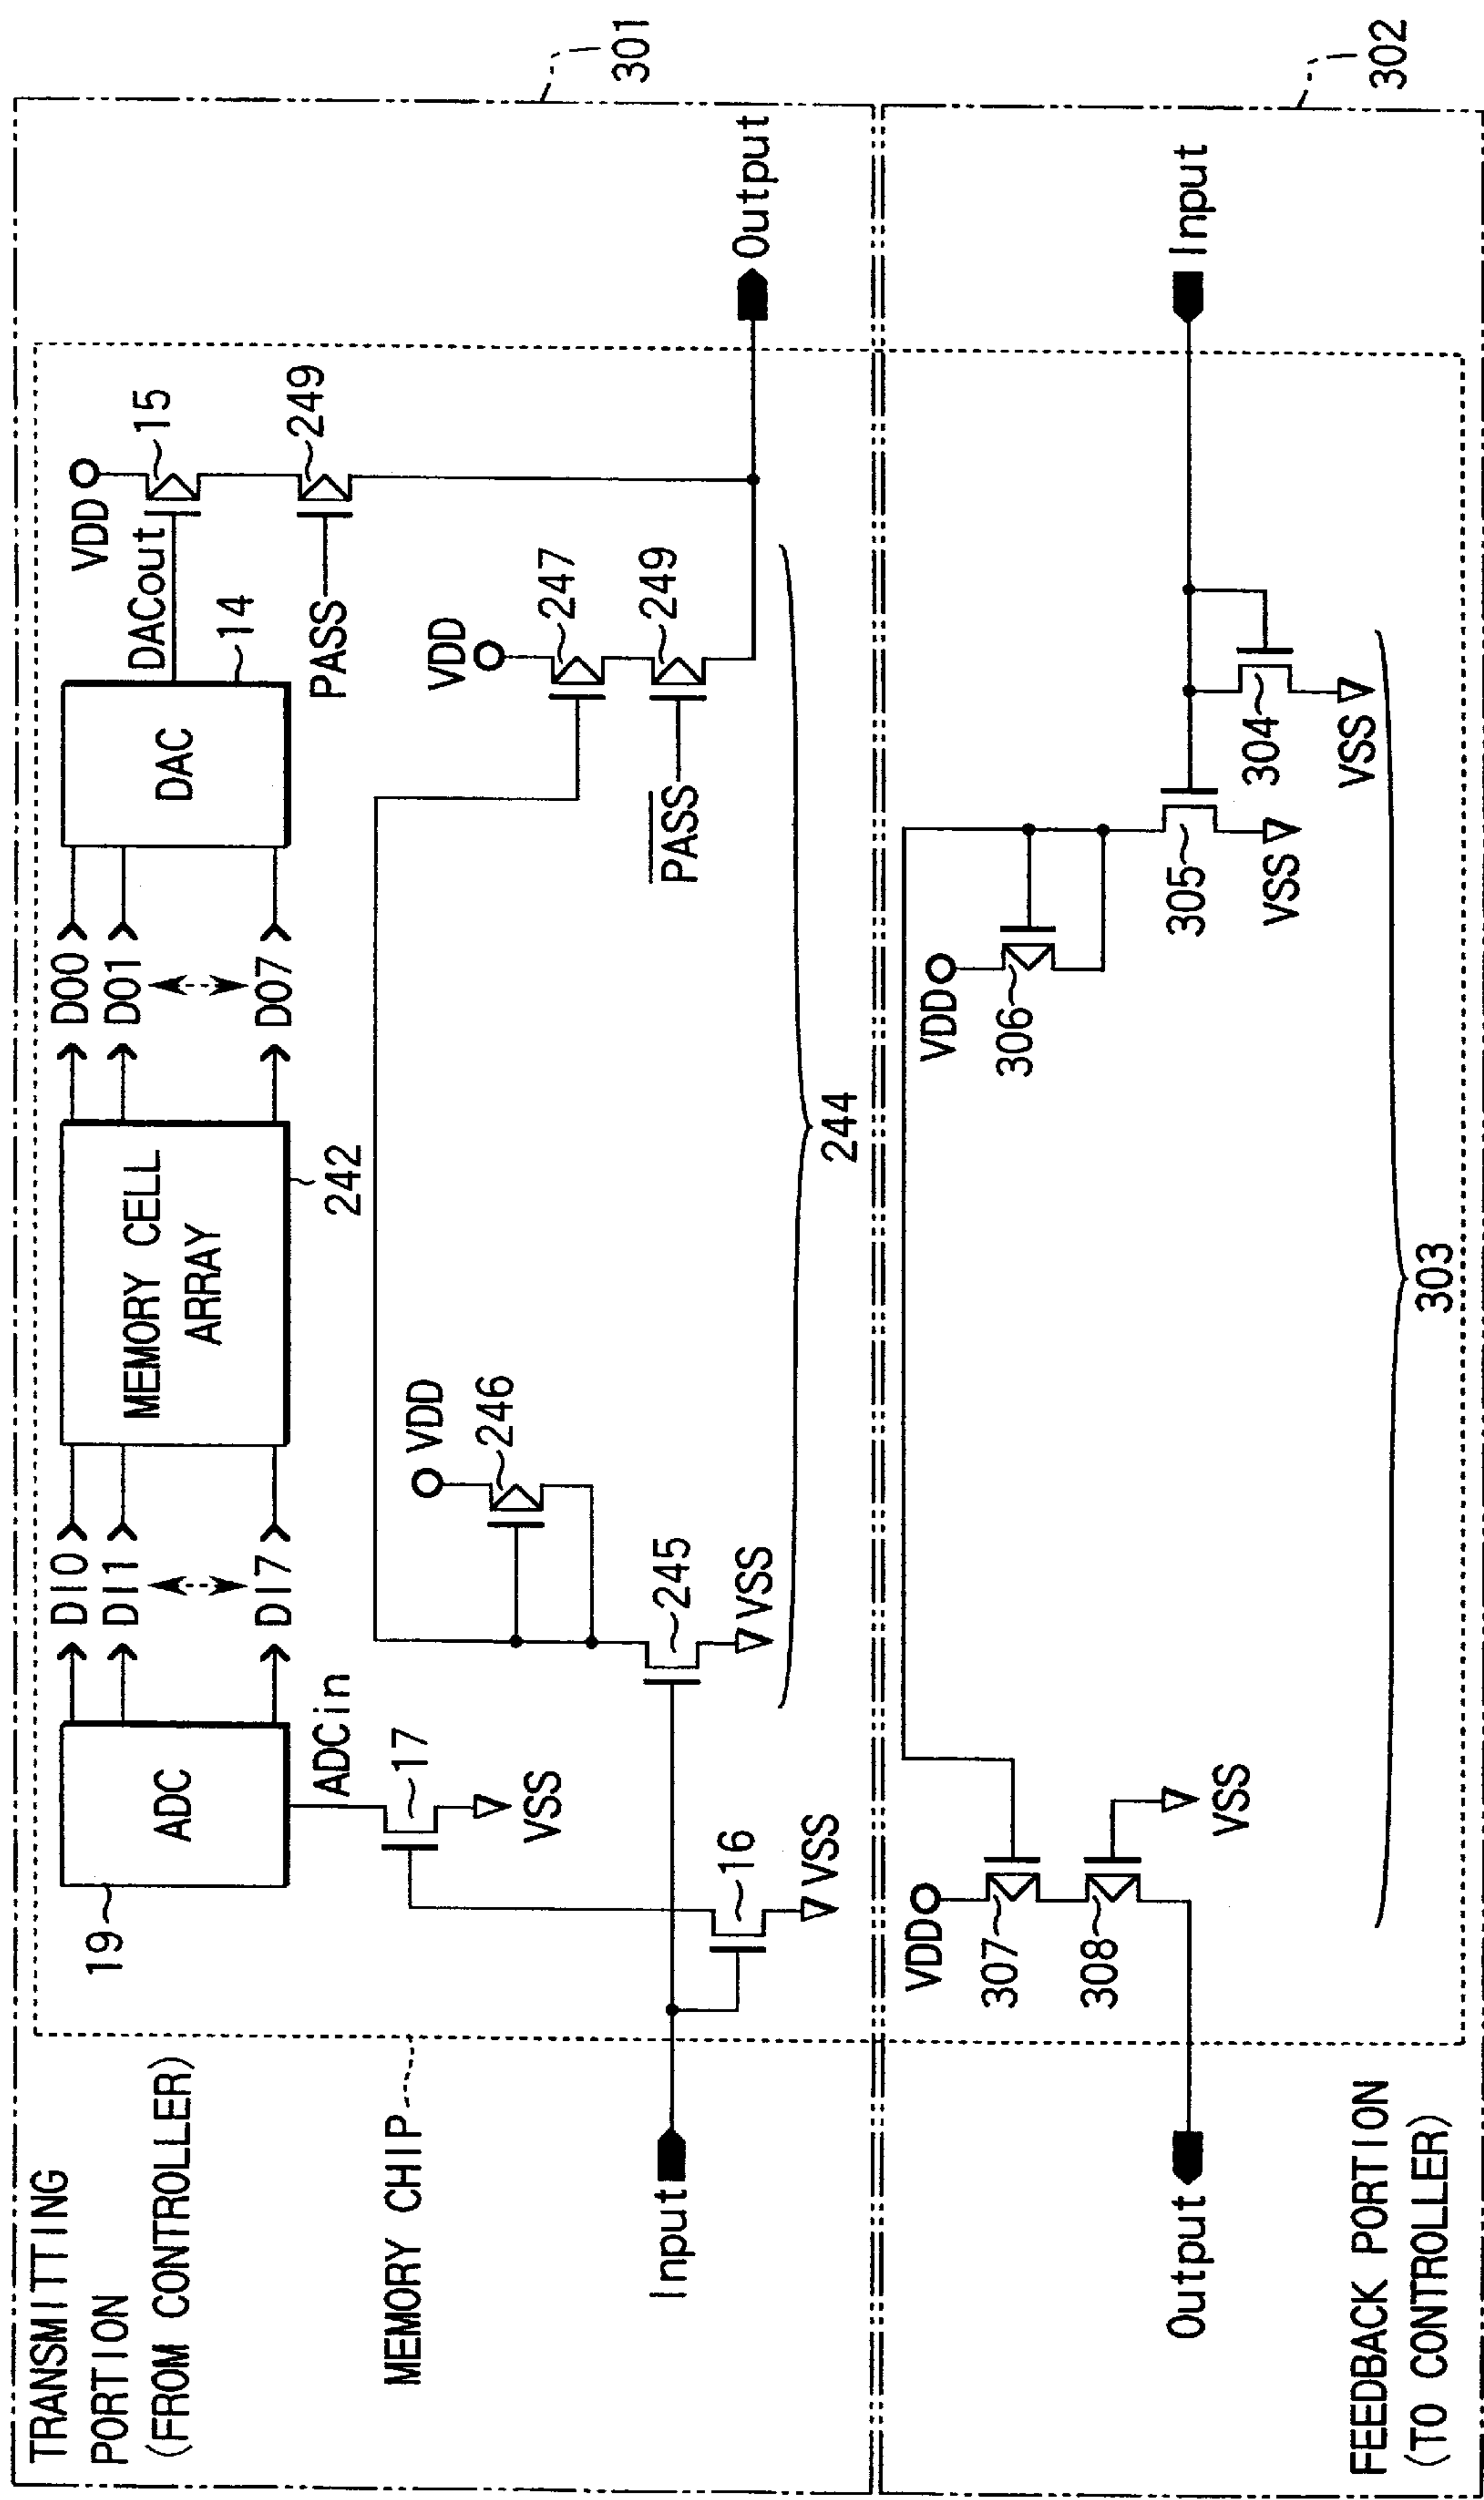 TRANSMITTING
PORTION
(FROM CONTROLLER)
MEMORY CHIP
301
19
ADC
ADCin
DI0
DI1
DI7
MEMORY CELL
ARRAY
242
DO0
DO1
DO7
DAC
14
DACout
VDD
15
PASS
249
17
VSS
VDD
246
VDD
247
PASS
249
Input
16
VSS
245
VSS
244
Output
302
VDD
307
308
VSS
Output
VDD
306
305
VSS
304
VSS
Input
303
FEEDBACK PORTION
(TO CONTROLLER)